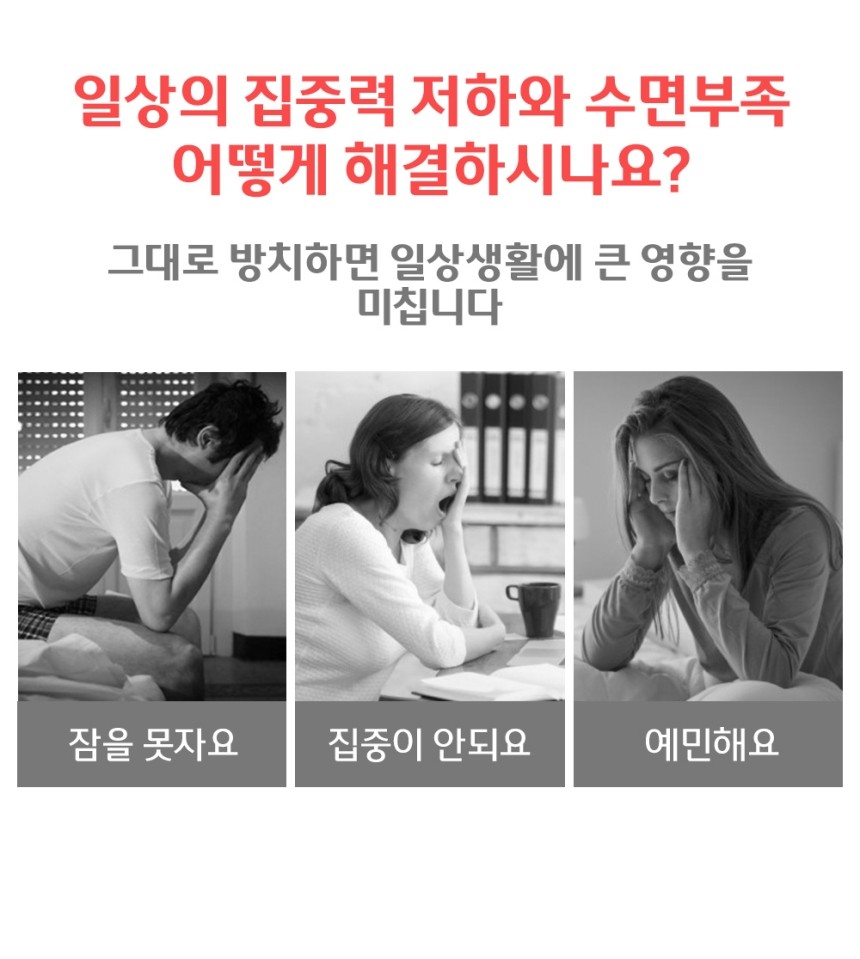 일상의 집중력 저하와 수면부족
어떻게 해결하시나요?
그대로 방치하면 일상생활에 큰 영향을
미칩니다
잠을 못자요
집중이 안되요
예민해요